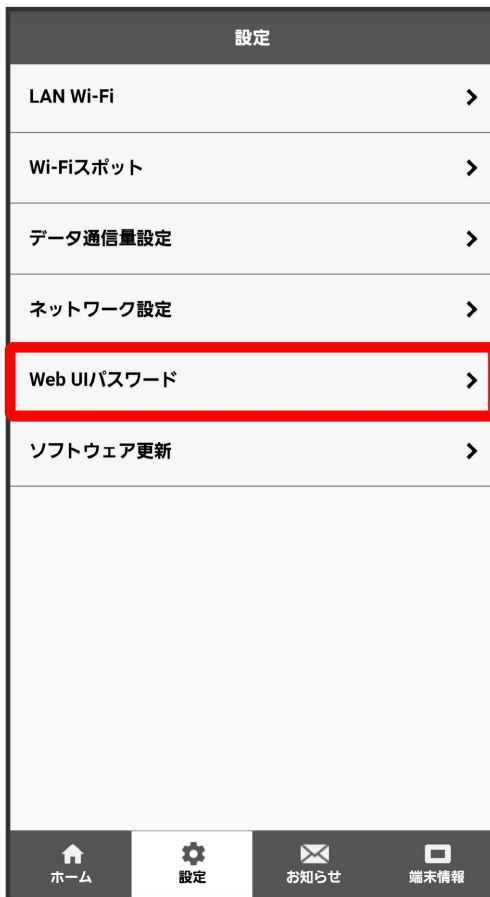 設定
LAN Wi-Fi
Wi-Fiスポット
データ通信量設定
ネットワーク設定
Web UIパスワード
ソフトウェア更新
ホーム
設定
お知らせ
端末情報